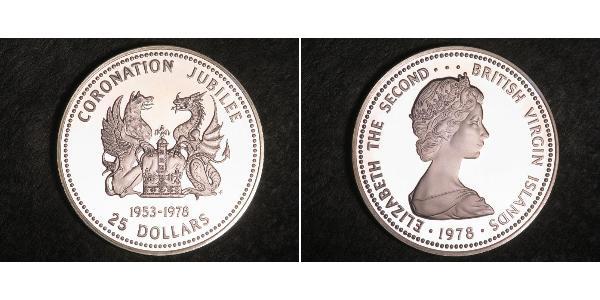 CORONATION JUBILEE
1953-1978
25 DOLLARS
ELIZABETH THE SECOND · · · BRITISH VIRGIN ISLANDS
· 1978 ·